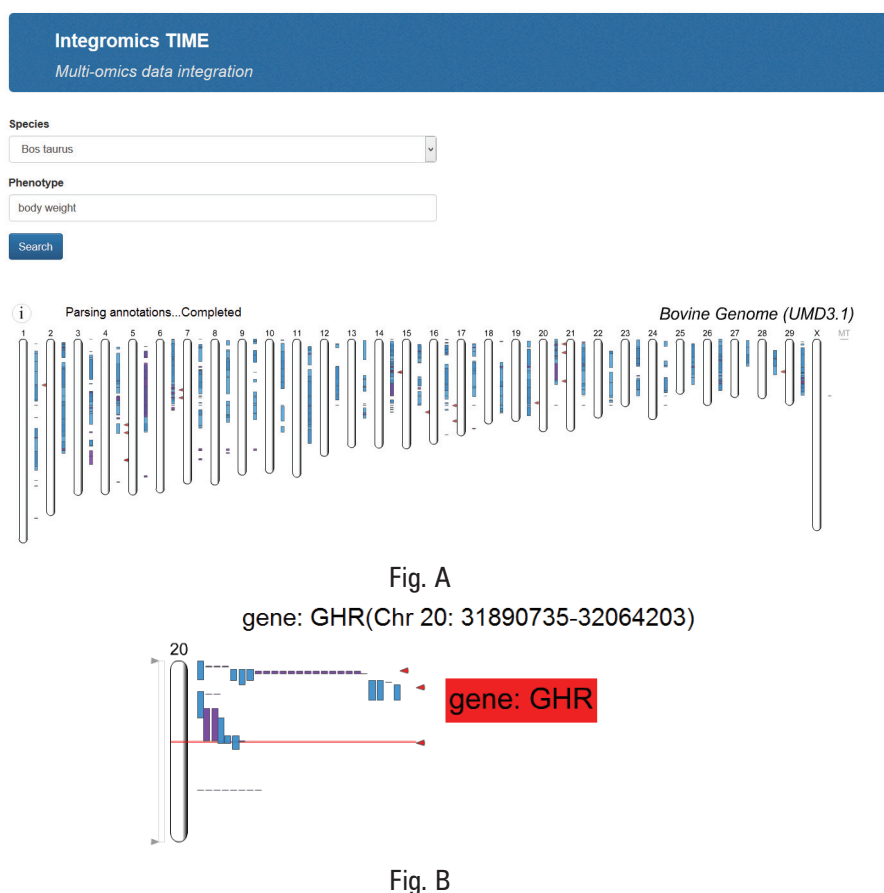 Integromics TIME
Multi-omics data integration
Species
Bos taurus
Phenotype
body weight
Search
i Parsing annotations...Completed Bovine Genome (UMD3.1)
1 2 3 4 5 6 7 8 9 10 11 12 13 14 15 16 17 18 19 20 21 22 23 24 25 26 27 28 29 X MT
Fig. A
gene: GHR(Chr 20: 31890735-32064203)
20
gene: GHR
Fig. B